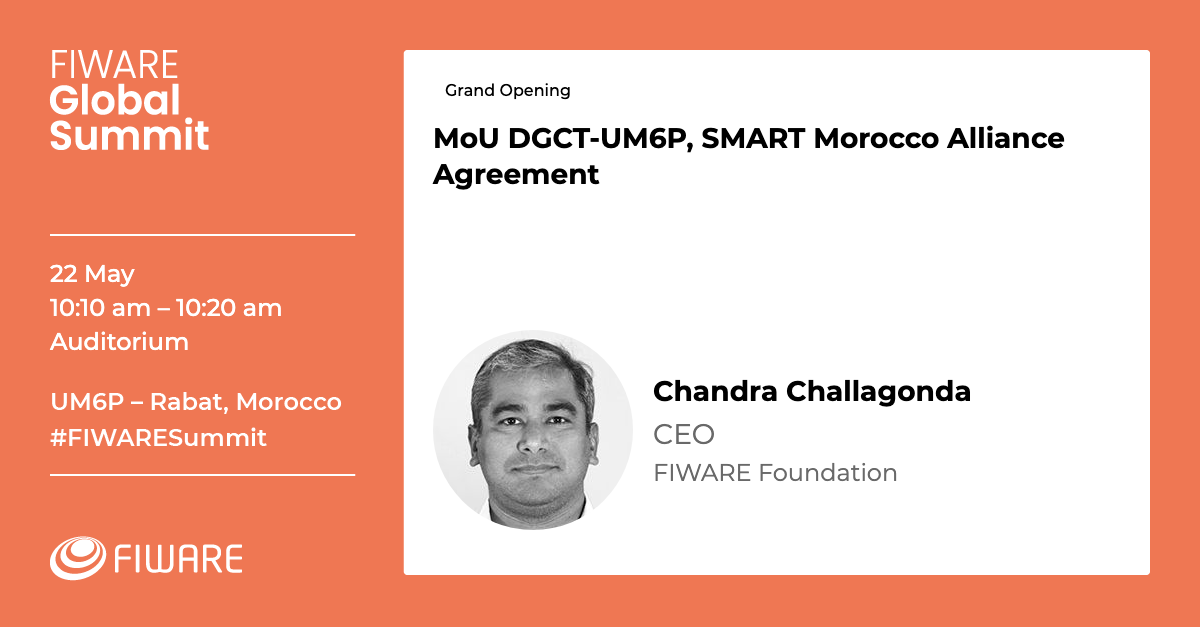 FIWARE
Global
Summit
22 May
10:10 am – 10:20 am
Auditorium
UM6P – Rabat, Morocco
#FIWARESummit
FIWARE
Grand Opening
MoU DGCT-UM6P, SMART Morocco Alliance
Agreement
Chandra Challagonda
CEO
FIWARE Foundation